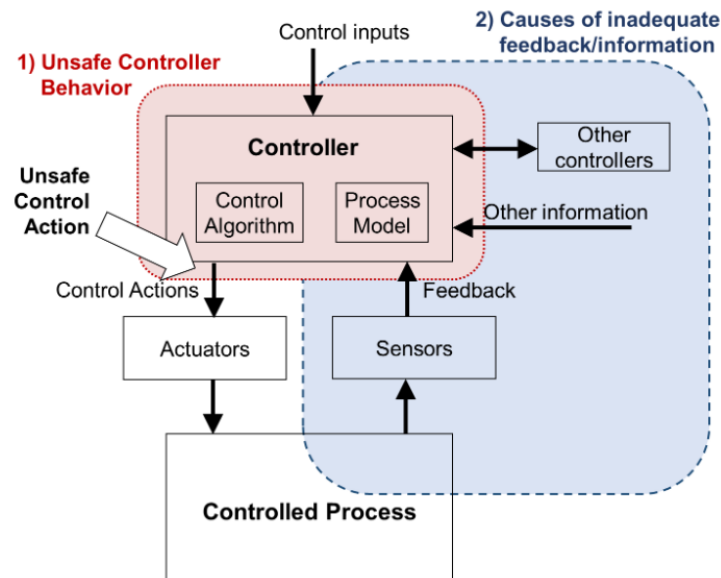 Control inputs
2) Causes of inadequate
feedback/information
1) Unsafe Controller
Behavior
Controller
Other
controllers
Control
Algorithm
Process
Model
Unsafe
Control
Action
Other information
Control Actions
Feedback
Actuators
Sensors
Controlled Process